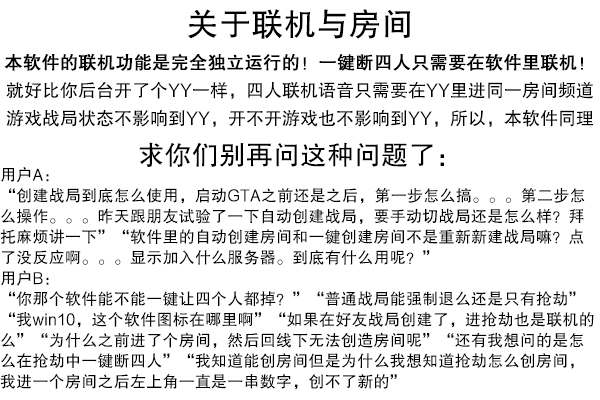 关于联机与房间
本软件的联机功能是完全独立运行的！一键断四人只需要在软件里联机！
就好比你后台开了个YY一样，四人联机语音只需要在YY里进同一房间频道
游戏战局状态不影响到YY，开不开游戏也不影响到YY，所以，本软件同理
求你们别再问这种问题了：
用户A：
“创建战局到底怎么使用，启动GTA之前还是之后，第一步怎么搞。。。第二步怎
么操作。。。昨天跟朋友试验了一下自动创建战局，要手动切战局还是怎么样？拜
托麻烦讲一下”“软件里的自动创建房间和一键创建房间不是重新新建战局嘛？点
了没反应啊。。。显示加入什么服务器。到底有什么用呢？”
用户B：
“你那个软件能不能一键让四个人都掉？”“普通战局能强制退么还是只有抢劫”
“我win10，这个软件图标在哪里啊”“如果在好友战局创建了，进抢劫也是联机的
么”“为什么之前进了个房间，然后回线下无法创造房间呢”“还有我想问的是怎
么在抢劫中一键断四人”“我知道能创房间但是为什么我想知道抢劫怎么创房间，
我进一个房间之后左上角一直是一串数字，创不了新的”